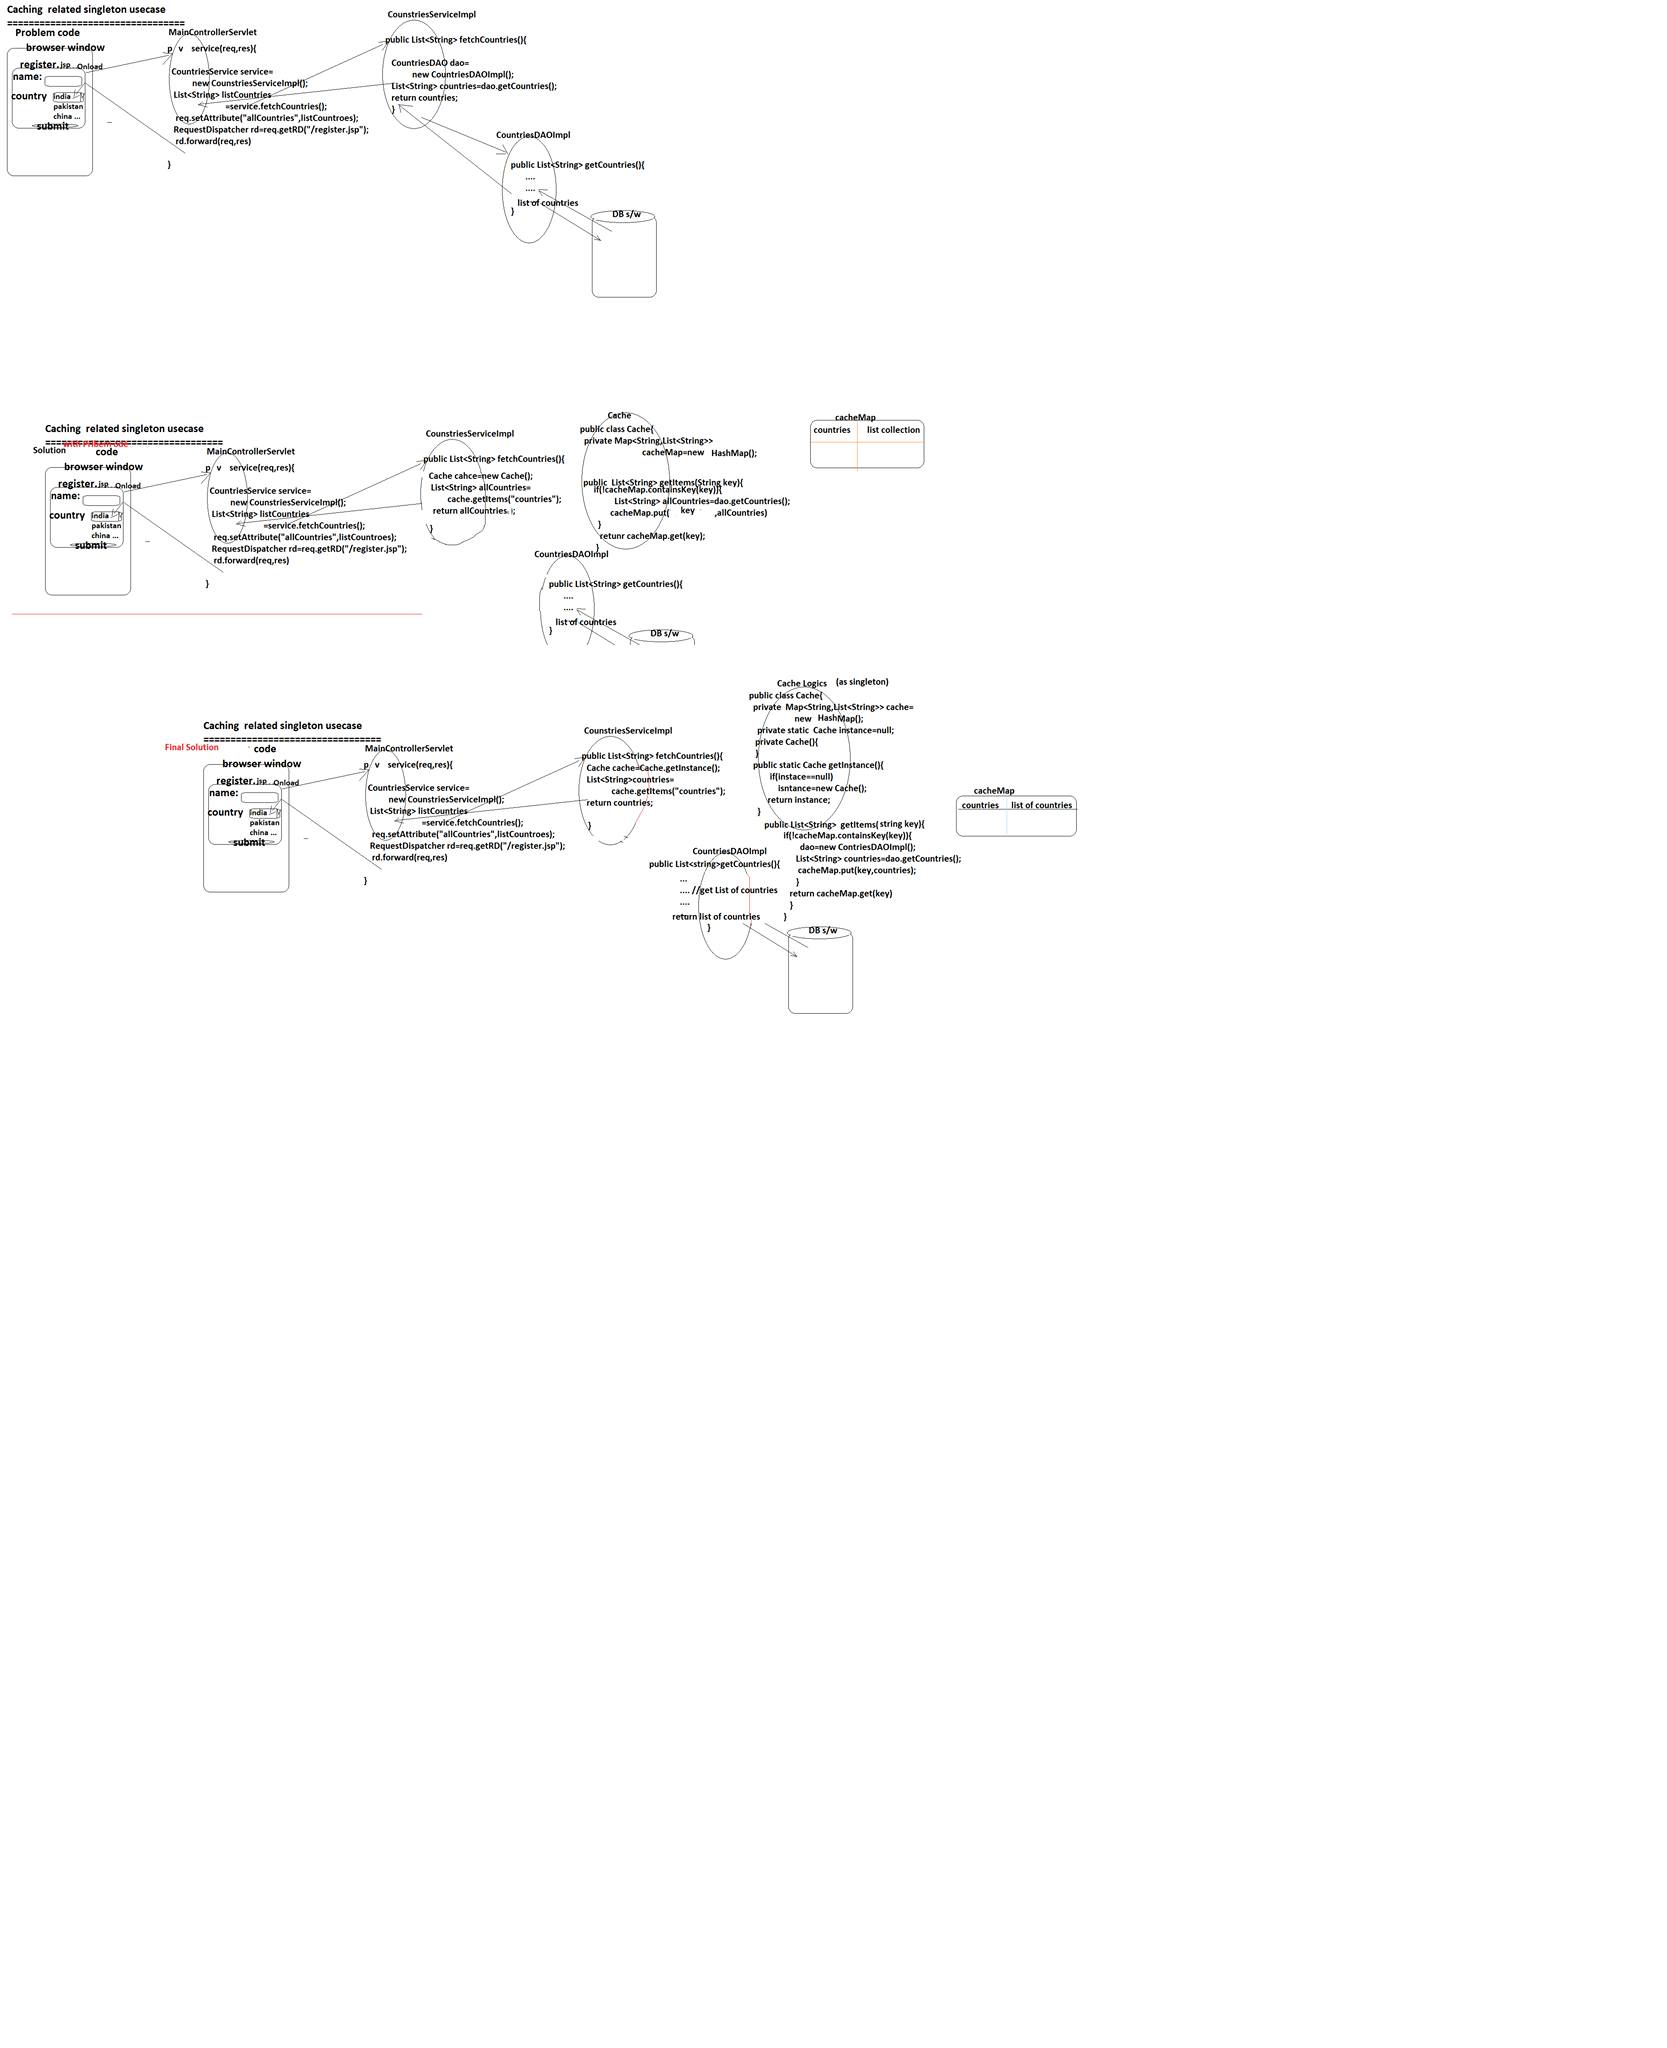 Caching  related singleton usecase
=================================
Problem code
browser window
register.jsp
Onload
name:
country
india
pakistan
china ...
submit
MainControllerServlet
p  v   service(req,res){
CountriesService service=
new CounstriesServiceImpl();
List<String> listCountries
=service.fetchCountries();
req.setAttribute("allCountries",listCountroes);
RequestDispatcher rd=req.getRD("/register.jsp");
rd.forward(req,res)
}
CounstriesServiceImpl
public List<String> fetchCountries(){
CountriesDAO dao=
new CountriesDAOImpl();
List<String> countries=dao.getCountries();
return countries;
}
CountriesDAOImpl
public List<String> getCountries(){
....
....
list of countries
}
DB s/w
Caching  related singleton usecase
=================================
Solution
code
browser window
register.jsp
Onload
name:
country
india
pakistan
china ...
submit
MainControllerServlet
p  v   service(req,res){
CountriesService service=
new CounstriesServiceImpl();
List<String> listCountries
=service.fetchCountries();
req.setAttribute("allCountries",listCountroes);
RequestDispatcher rd=req.getRD("/register.jsp");
rd.forward(req,res)
}
CounstriesServiceImpl
public List<String> fetchCountries(){
Cache cahce=new Cache();
List<String> allCountries=
cache.getItems("countries");
return allCountries ;
}
Cache
public class Cache{
private Map<String,List<String>>
cacheMap=new   HashMap();
public  List<String> getItems(String key){
if(!cacheMap.containsKey(key)){
List<String> allCountries=dao.getCountries();
cacheMap.put(    key     ,allCountries)
}
retunr cacheMap.get(key);
}
cacheMap
countries    list collection
CountriesDAOImpl
public List<String> getCountries(){
....
....
list of countries
}
DB s/w
Caching  related singleton usecase
=================================
Final Solution
code
browser window
register.jsp
Onload
name:
country
india
pakistan
china ...
submit
MainControllerServlet
p  v   service(req,res){
CountriesService service=
new CounstriesServiceImpl();
List<String> listCountries
=service.fetchCountries();
req.setAttribute("allCountries",listCountroes);
RequestDispatcher rd=req.getRD("/register.jsp");
rd.forward(req,res)
}
CounstriesServiceImpl
public List<String> fetchCountries(){
Cache cache=Cache.getInstance();
List<String>countries=
cache.getItems("countries");
return countries;
}
Cache Logics    (as singleton)
public class Cache{
private  Map<String,List<String>> cache=
new   HashMap();
private static  Cache instance=null;
private Cache(){
}
public static Cache getInstance(){
if(instace==null)
isntance=new Cache();
return instance;
}
public List<String>  getItems( string key){
if(!cacheMap.containsKey(key)){
dao=new ContriesDAOImpl();
List<String> countries=dao.getCountries();
cacheMap.put(key,countries);
}
return cacheMap.get(key)
}
}
cacheMap
countries    list of countries
CountriesDAOImpl
public List<string>getCountries(){
...
.... //get List of countries
....
return list of countries
}
DB s/w